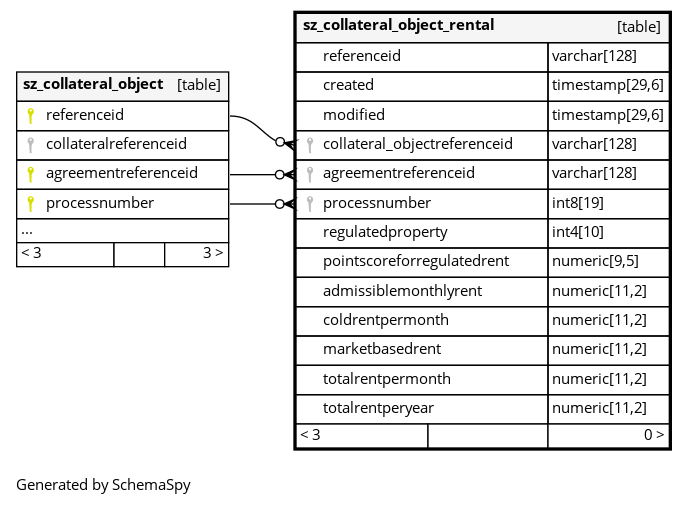 sz_collateral_object [table]
referenceid
collateralreferenceid
agreementreferenceid
processnumber
...
< 3 3 >
sz_collateral_object_rental [table]
referenceid varchar[128]
created timestamp[29,6]
modified timestamp[29,6]
collateral_objectreferenceid varchar[128]
agreementreferenceid varchar[128]
processnumber int8[19]
regulatedproperty int4[10]
pointscoreforregulatedrent numeric[9,5]
admissiblemonthlyrent numeric[11,2]
coldrentpermonth numeric[11,2]
marketbasedrent numeric[11,2]
totalrentpermonth numeric[11,2]
totalrentperyear numeric[11,2]
< 3 0 >
Generated by SchemaSpy